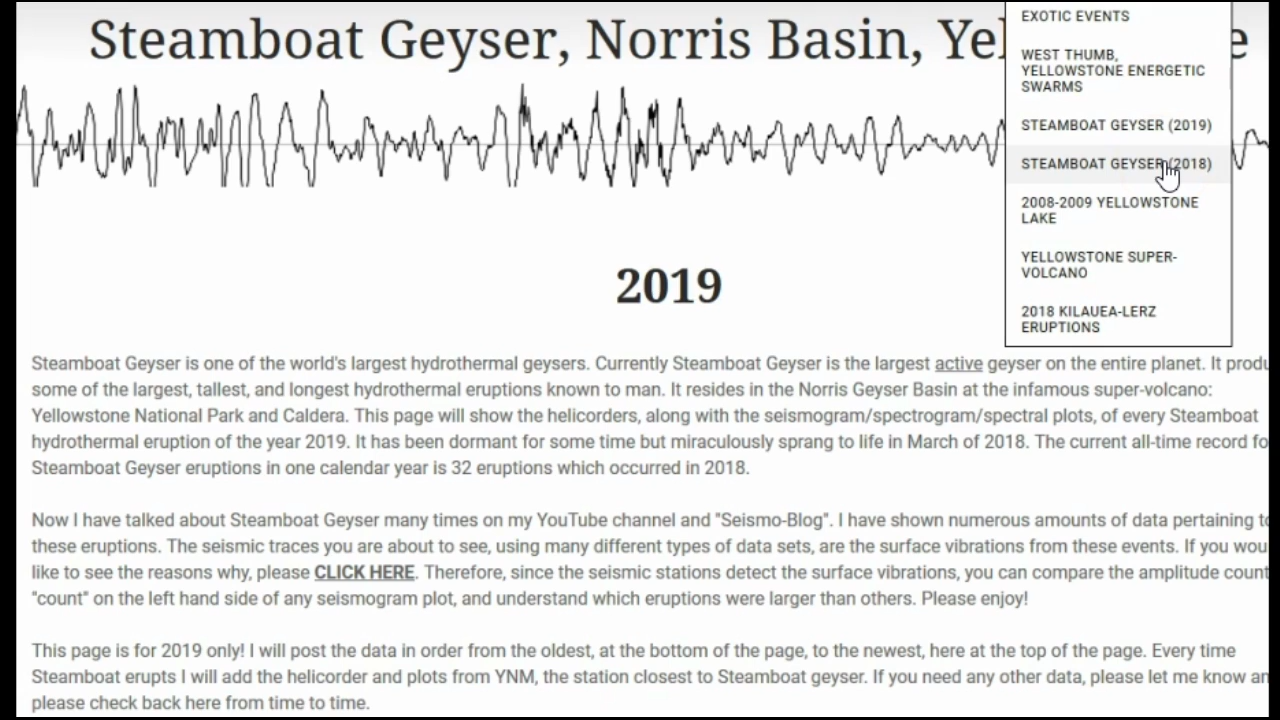 Steamboat Geyser, Norris Basin,
EXOTIC EVENTS
WEST THUMB,
YELLOWSTONE ENERGETIC
SWARMS
STEAMBOAT GEYSER (2019)
STEAMBOAT GEYSER (2018)
2008-2009 YELLOWSTONE
LAKE
YELLOWSTONE SUPER-
VOLCANO
2018 KILAUEA-LERZ
ERUPTIONS
2019
Steamboat Geyser is one of the world's largest hydrothermal geysers. Currently Steamboat Geyser is the largest active geyser on the entire planet. It
some of the largest, tallest, and longest hydrothermal eruptions known to man. It resides in the Norris Geyser Basin at the infamous super-volcano:
Yellowstone National Park and Caldera. This page will show the helicorders, along with the seismogram/spectrogram/spectral plots, of every Steamboat
hydrothermal eruption of the year 2019. It has been dormant for some time but miraculously sprang to life in March of 2018. The current all-time record
Steamboat Geyser eruptions in one calendar year is 32 eruptions which occurred in 2018.
Now I have talked about Steamboat Geyser many times on my YouTube channel and "Seismo-Blog". I have shown numerous amounts of data pertaining
these eruptions. The seismic traces you are about to see, using many different types of data sets, are the surface vibrations from these events. If you
like to see the reasons why, please CLICK HERE. Therefore, since the seismic stations detect the surface vibrations, you can compare the amplitude
"count" on the left hand side of any seismogram plot, and understand which eruptions were larger than others. Please enjoy!
This page is for 2019 only! I will post the data in order from the oldest, at the bottom of the page, to the newest, here at the top of the page. Every time
Steamboat erupts I will add the helicorder and plots from YNM, the station closest to Steamboat geyser. If you need any other data, please let me know
please check back here from time to time.